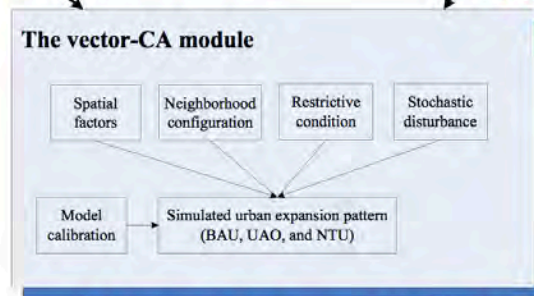 The vector-CA module
Spatial
factors
Neighborhood
configuration
Restrictive
condition
Stochastic
disturbance
Model
calibration
Simulated urban expansion pattern
(BAU, UAO, and NTU)